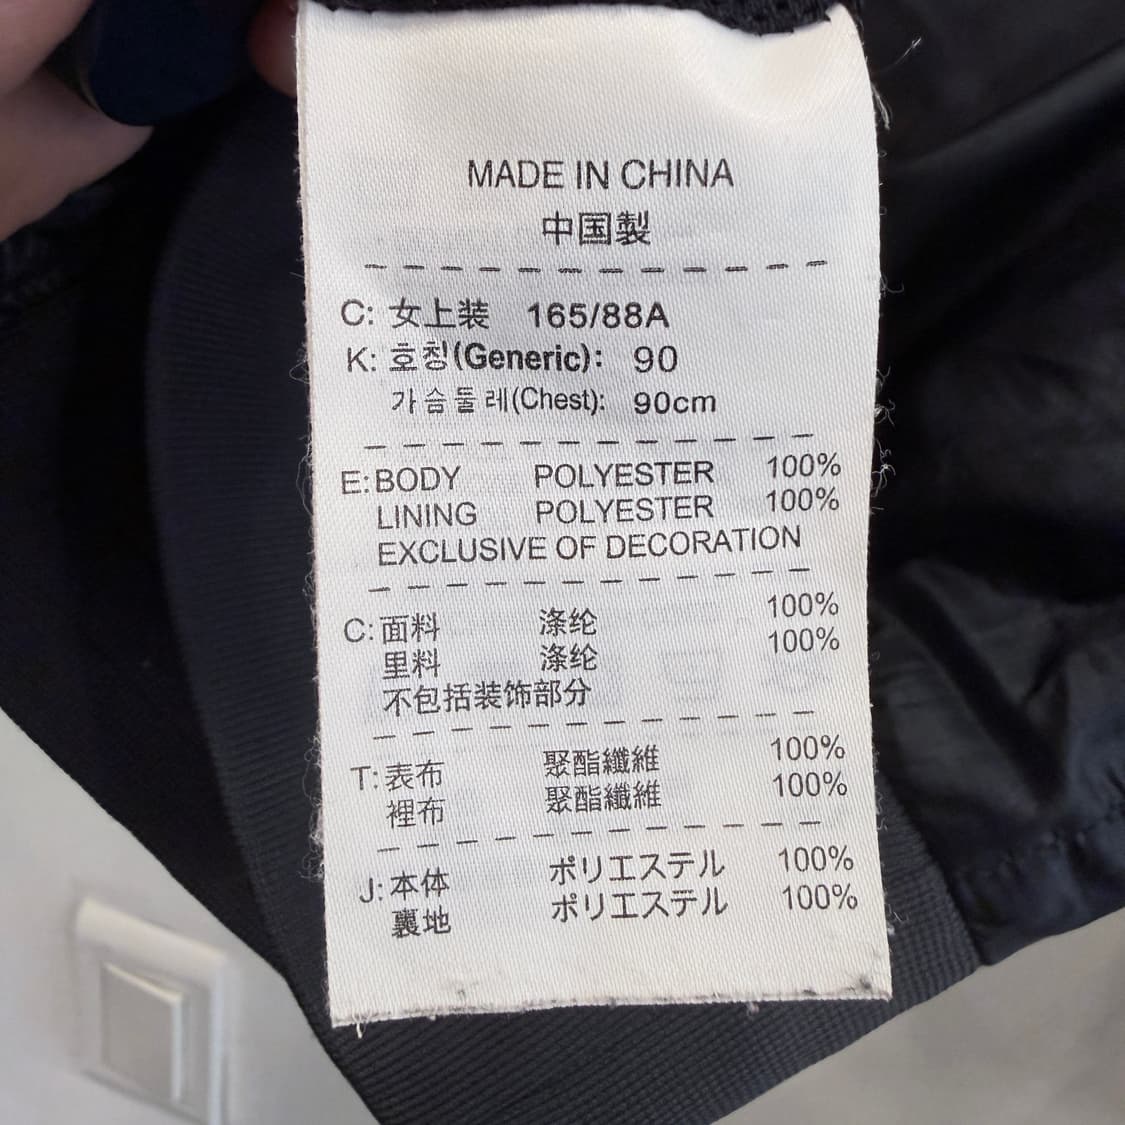 MADE IN CHINA
中国製
C: 女上装 165/88A
K: 호칭(Generic): 90
가슴둘레(Chest): 90cm
E: BODY POLYESTER 100%
LINING POLYESTER 100%
EXCLUSIVE OF DECORATION
C: 面料 涤纶 100%
里料 涤纶 100%
不包括装饰部分
T: 表布 聚酯纖維 100%
裡布 聚酯纖維 100%
J: 本体 ポリエステル 100%
裏地 ポリエステル 100%